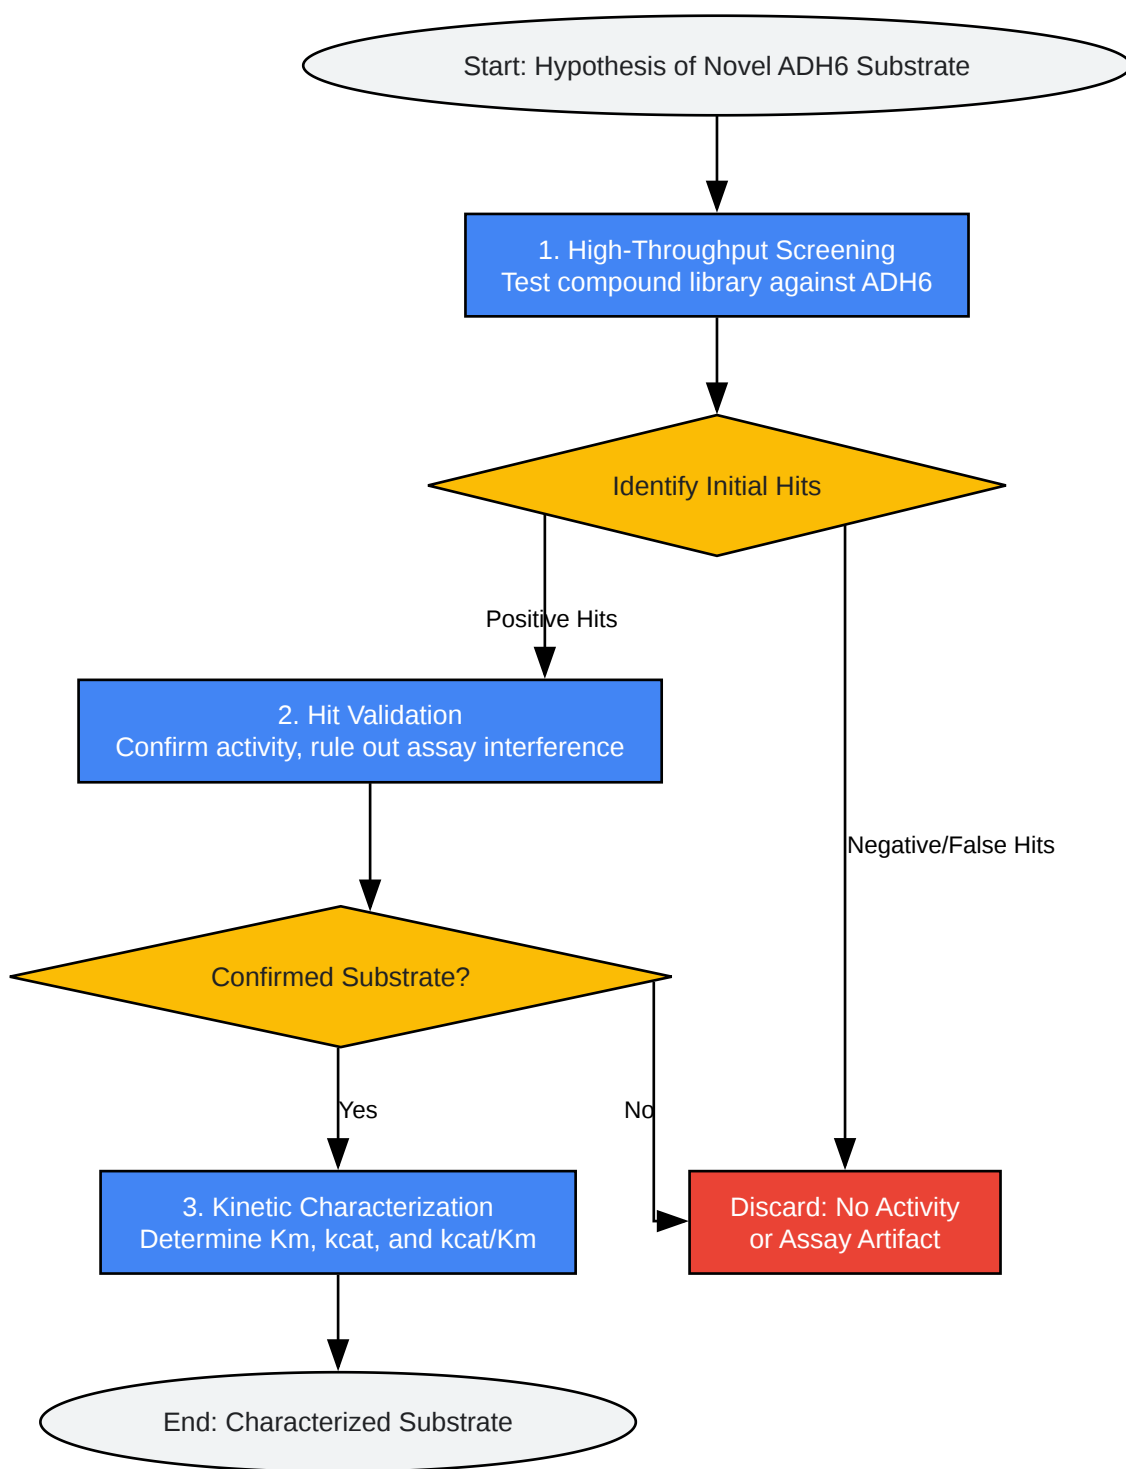 Start: Hypothesis of Novel ADH6 Substrate
1. High-Throughput Screening
Test compound library against ADH6
Identify Initial Hits
Positive Hits
2. Hit Validation
Confirm activity, rule out assay interference
Negative/False Hits
Confirmed Substrate?
Yes
No
3. Kinetic Characterization
Determine Km, kcat, and kcat/Km
Discard: No Activity
or Assay Artifact
End: Characterized Substrate